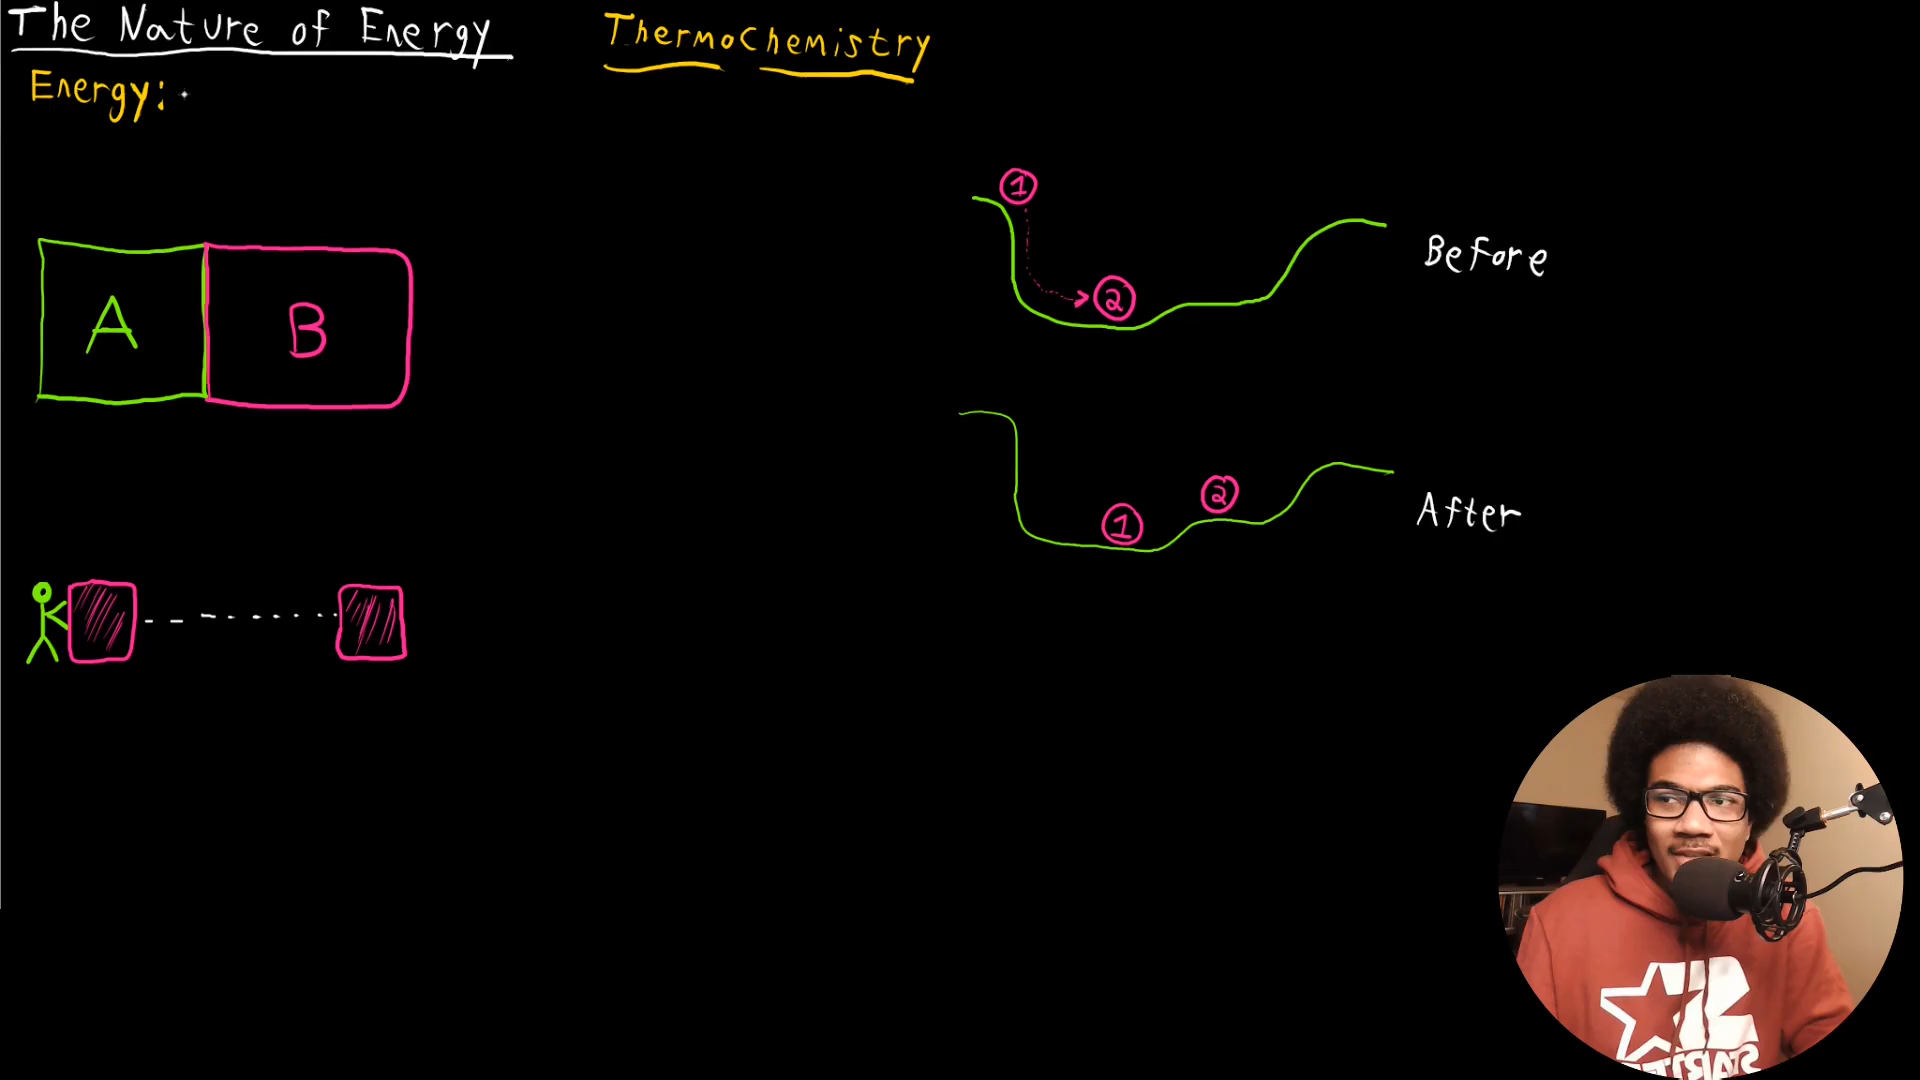 The Nature of Energy
Thermochemistry
Energy:
1
2
Before
A
B
1
2
After